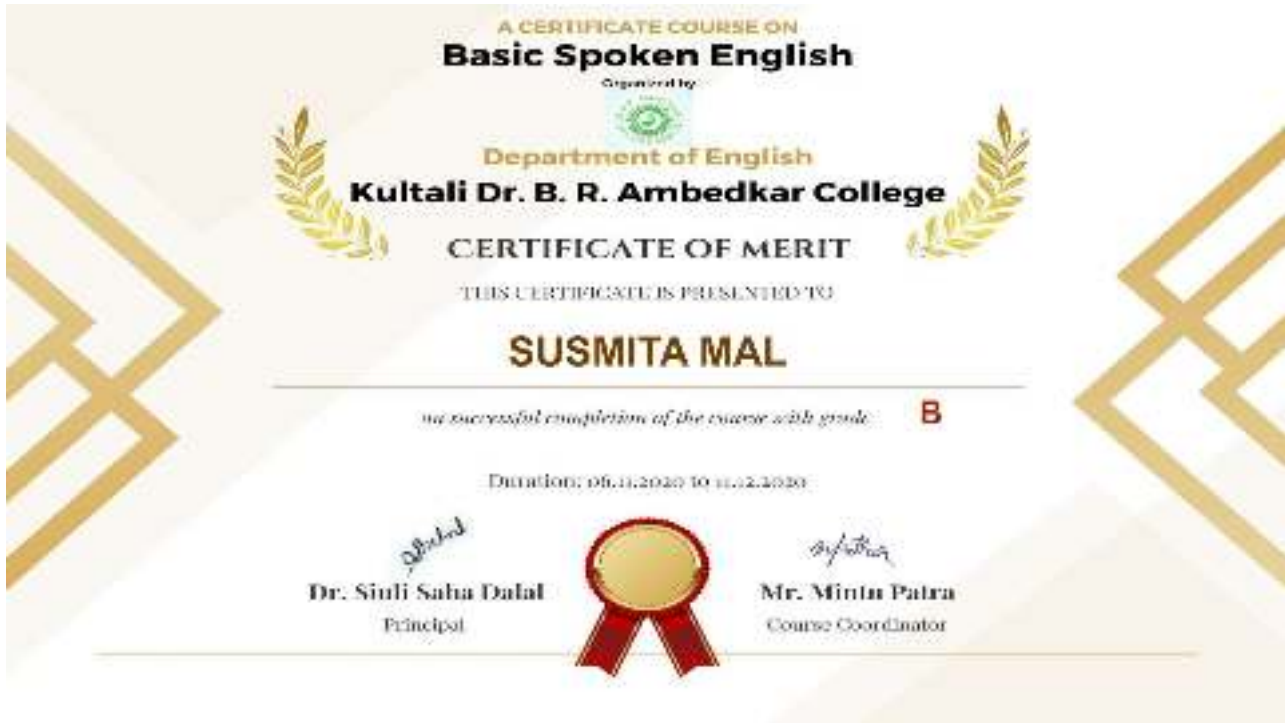 A CERTIFICATE COURSE ON
Basic Spoken English
Organized by
Department of English
Kultali Dr. B. R. Ambedkar College
CERTIFICATE OF MERIT
THIS CERTIFICATE IS PRESENTED TO
SUSMITA MAL
on successful completion of the course with grade B
Duration: 06.11.2020 to 11.12.2020
Dr. Siuli Saha Dalal
Principal
Mr. Mintu Patra
Course Coordinator